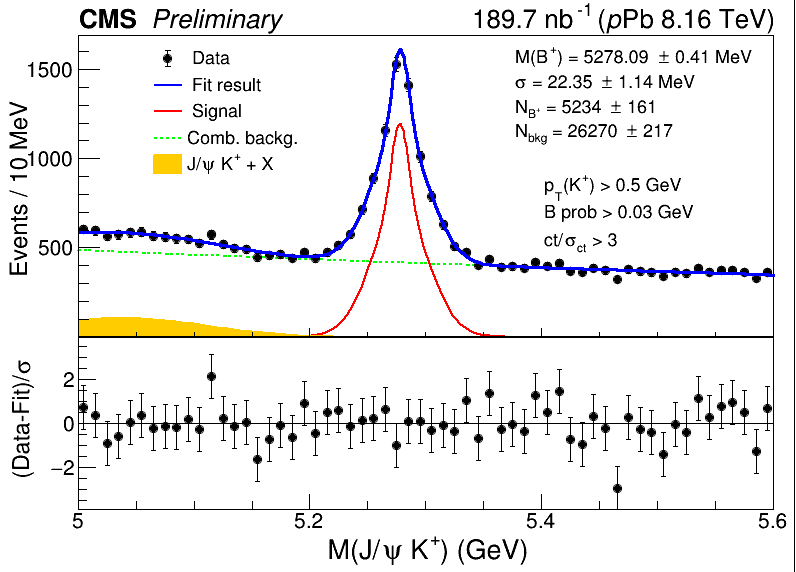 CMS Preliminary 189.7 nb⁻¹ (pPb 8.16 TeV)
Data
Fit result
Signal
Comb. backg.
J/ψ K⁺ + X
M(B⁺) = 5278.09 ± 0.41 MeV
σ = 22.35 ± 1.14 MeV
N_B⁺ = 5234 ± 161
N_bkg = 26270 ± 217
p_T(K⁺) > 0.5 GeV
B prob > 0.03 GeV
ct/σ_ct > 3
Events / 10 MeV
1500
1000
500
(Data-Fit)/σ
2
0
−2
5 5.2 5.4 5.6
M(J/ψ K⁺) (GeV)